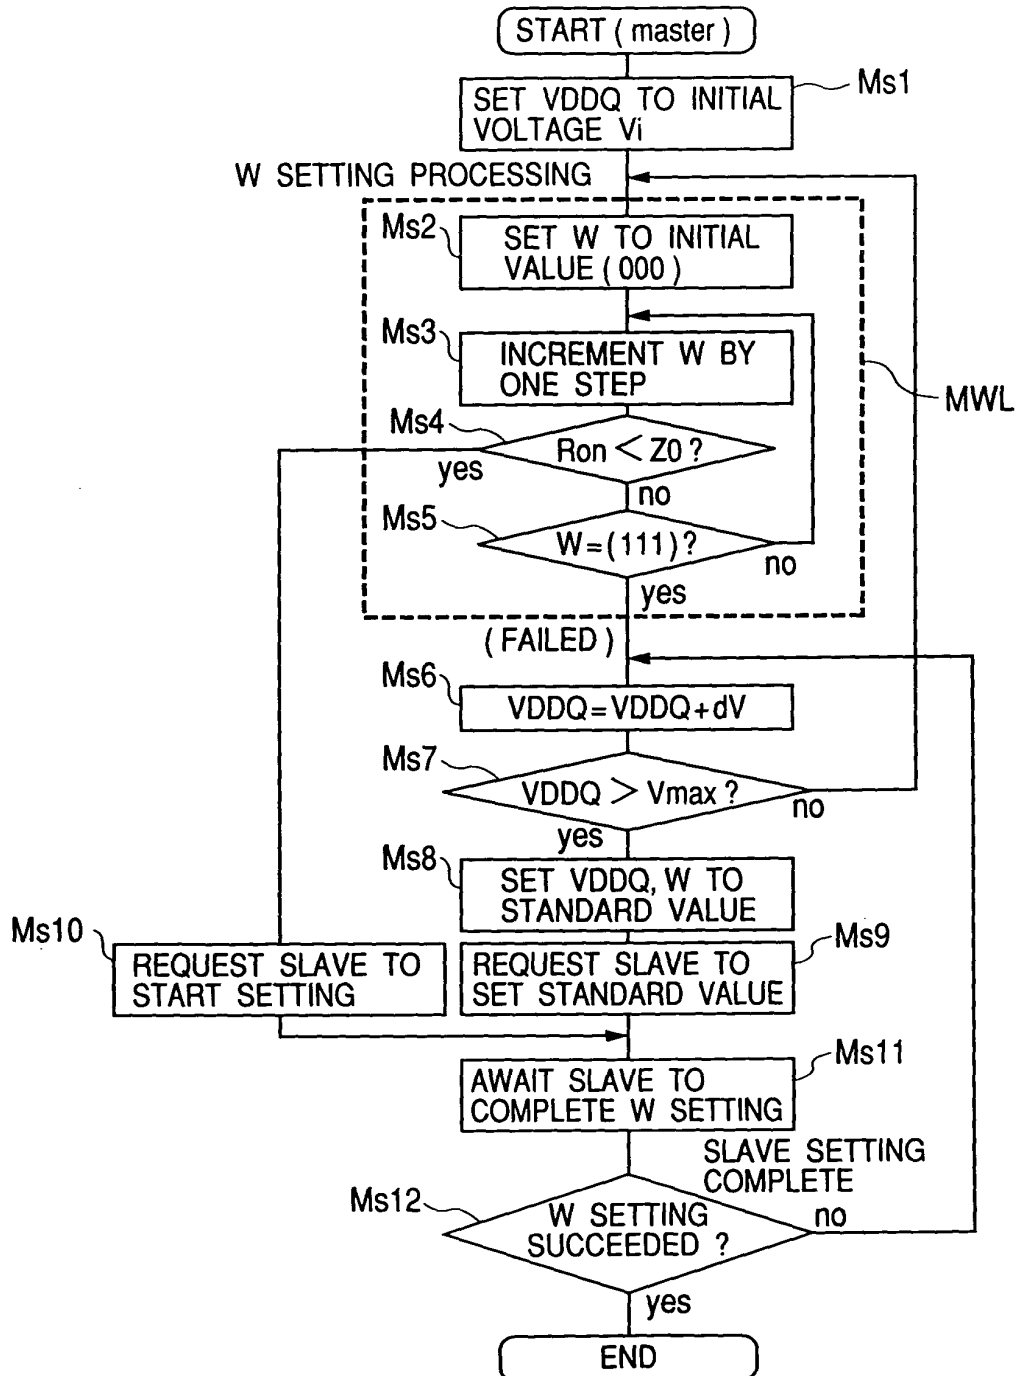 START ( master )
Ms1
SET VDDQ TO INITIAL
VOLTAGE Vi
W SETTING PROCESSING
Ms2
SET W TO INITIAL
VALUE ( 000 )
Ms3
INCREMENT W BY
ONE STEP
MWL
Ms4
Ron < Z0 ?
yes
no
Ms5
W = ( 111 ) ?
no
yes
( FAILED )
Ms6
VDDQ=VDDQ+dV
Ms7
VDDQ > Vmax ?
no
yes
Ms8
SET VDDQ, W TO
STANDARD VALUE
Ms10
REQUEST SLAVE TO
START SETTING
Ms9
REQUEST SLAVE TO
SET STANDARD VALUE
Ms11
AWAIT SLAVE TO
COMPLETE W SETTING
SLAVE SETTING
COMPLETE
Ms12
W SETTING
SUCCEEDED ?
no
yes
END